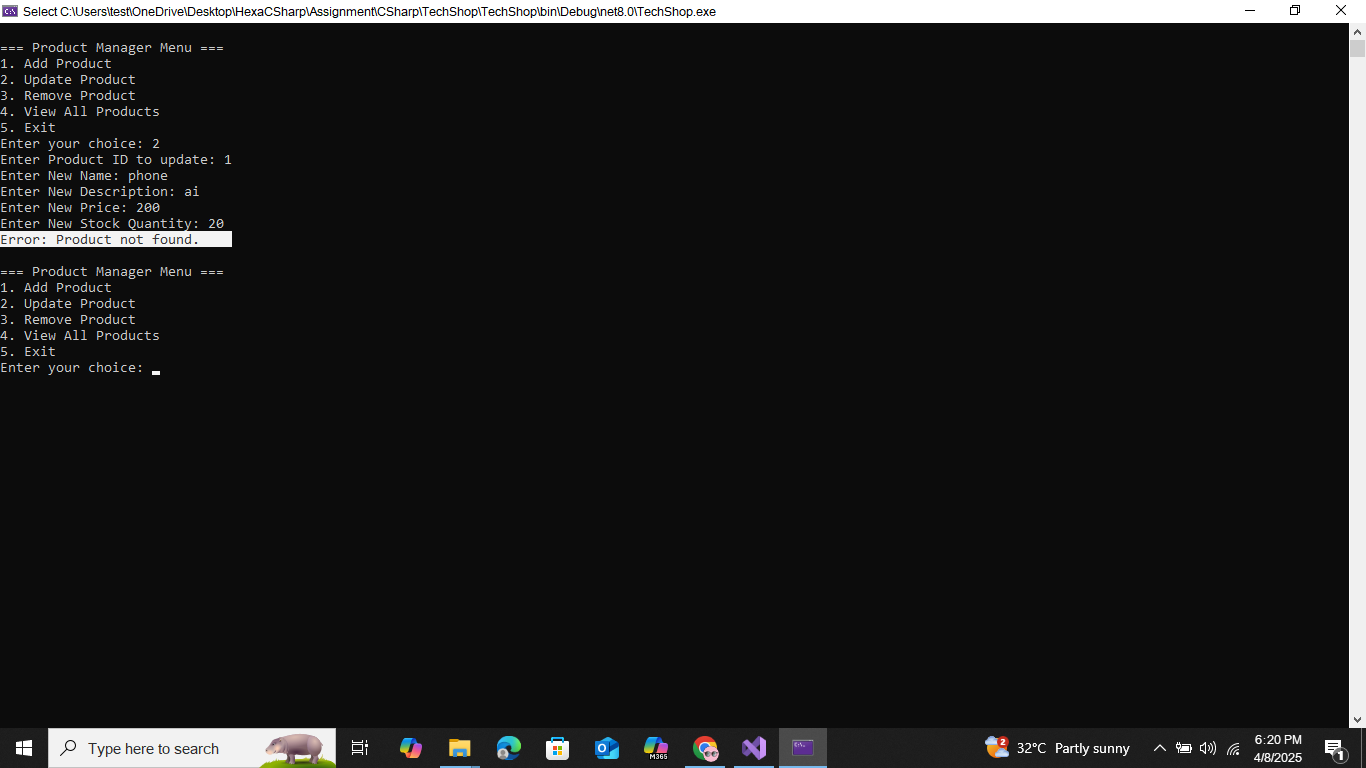 Select C:\Users\test\OneDrive\Desktop\HexaCSharp\Assignment\CSharp\TechShop\TechShop\bin\Debug\net8.0\TechShop.exe
=== Product Manager Menu ===
1. Add Product
2. Update Product
3. Remove Product
4. View All Products
5. Exit
Enter your choice: 2
Enter Product ID to update: 1
Enter New Name: phone
Enter New Description: ai
Enter New Price: 200
Enter New Stock Quantity: 20
Error: Product not found.
=== Product Manager Menu ===
1. Add Product
2. Update Product
3. Remove Product
4. View All Products
5. Exit
Enter your choice:
Type here to search
M365
2
32°C Partly sunny
6:20 PM
4/8/2025
1